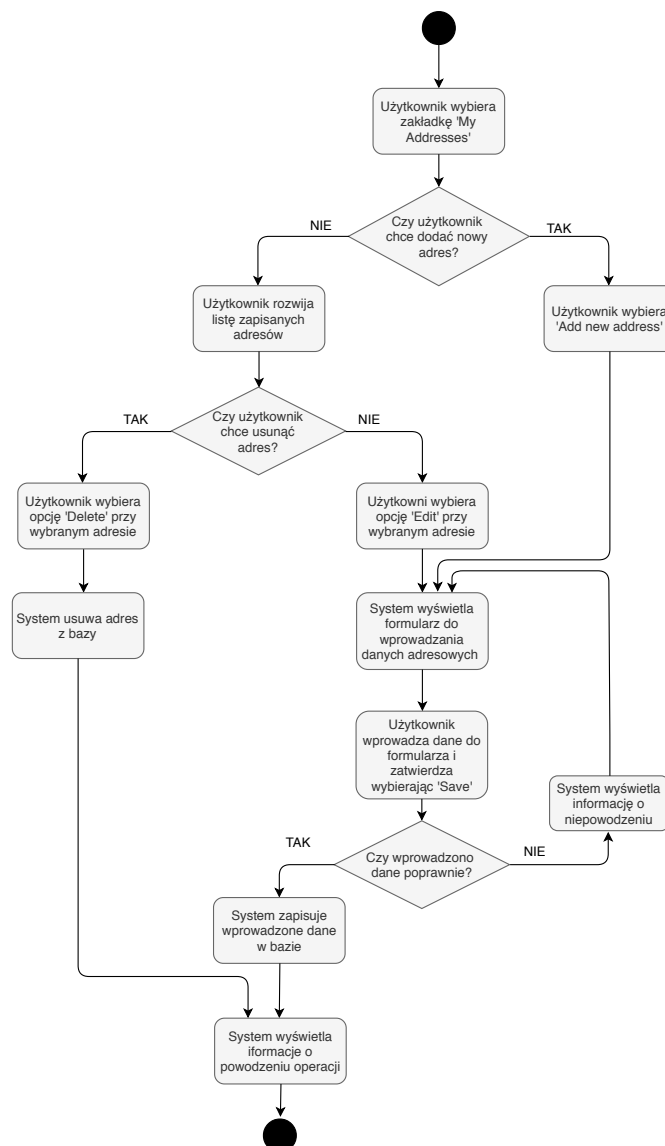 Użytkownik wybiera
zakładkę 'My
Addresses'
Czy użytkownik
chce dodać nowy
adres?
NIE
TAK
Użytkownik rozwija
listę zapisanych
adresów
Użytkownik wybiera
'Add new address'
Czy użytkownik
chce usunąć
adres?
TAK
NIE
Użytkownik wybiera
opcję 'Delete' przy
wybranym adresie
Użytkowni wybiera
opcję 'Edit' przy
wybranym adresie
System usuwa adres
z bazy
System wyświetla
formularz do
wprowadzania
danych adresowych
Użytkownik
wprowadza dane do
formularza i
zatwierdza
wybierając 'Save'
System wyświetla
informację o
niepowodzeniu
Czy wprowadzono
dane poprawnie?
TAK
NIE
System zapisuje
wprowadzone dane
w bazie
System wyświetla
iformacje o
powodzeniu operacji